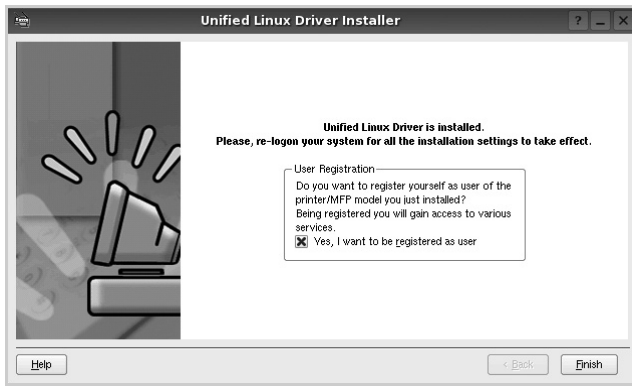 Unified Linux Driver Installer
Unified Linux Driver is installed.
Please, re-logon your system for all the installation settings to take effect.
User Registration
Do you want to register yourself as user of the
printer/MFP model you just installed?
Being registered you will gain access to various
services.
Yes, I want to be registered as user
Help
< Back
Finish